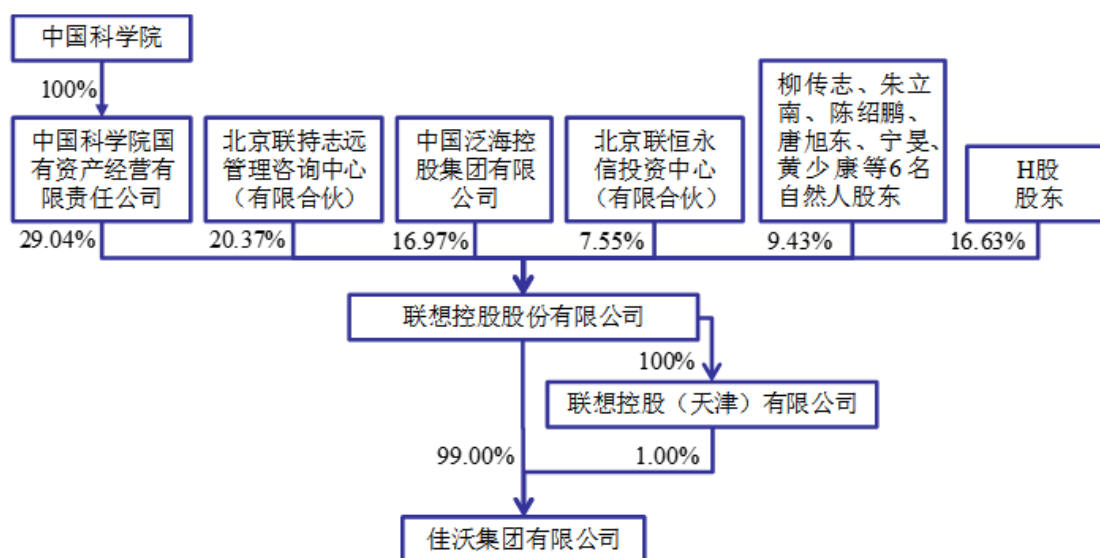 中国科学院
100%
中国科学院国
有资产经营有
限责任公司
北京联持志远
管理咨询中心
（有限合伙）
中国泛海控
股集团有限
公司
北京联恒永
信投资中心
（有限合伙）
柳传志、朱立
南、陈绍鹏、
唐旭东、宁旻、
黄少康等6名
自然人股东
H股
股东
29.04%
20.37%
16.97%
7.55%
9.43%
16.63%
联想控股股份有限公司
100%
联想控股（天津）有限公司
99.00%
1.00%
佳沃集团有限公司